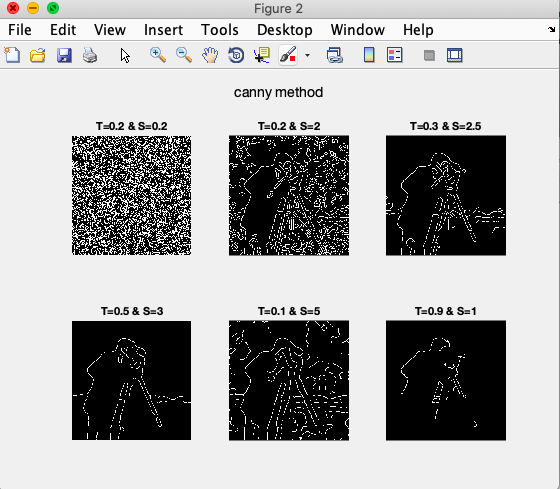 Figure 2
File Edit View Insert Tools Desktop Window Help
canny method
T=0.2 & S=0.2 T=0.2 & S=2 T=0.3 & S=2.5
T=0.5 & S=3 T=0.1 & S=5 T=0.9 & S=1